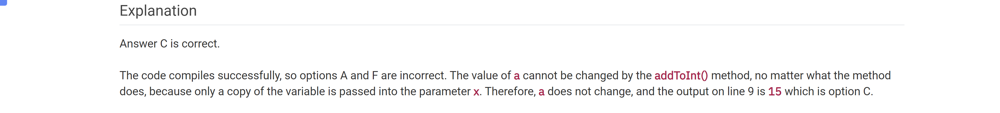 Explanation
Answer C is correct.
The code compiles successfully, so options A and F are incorrect. The value of a cannot be changed by the addToInt() method, no matter what the method
does, because only a copy of the variable is passed into the parameter x. Therefore, a does not change, and the output on line 9 is 15 which is option C.